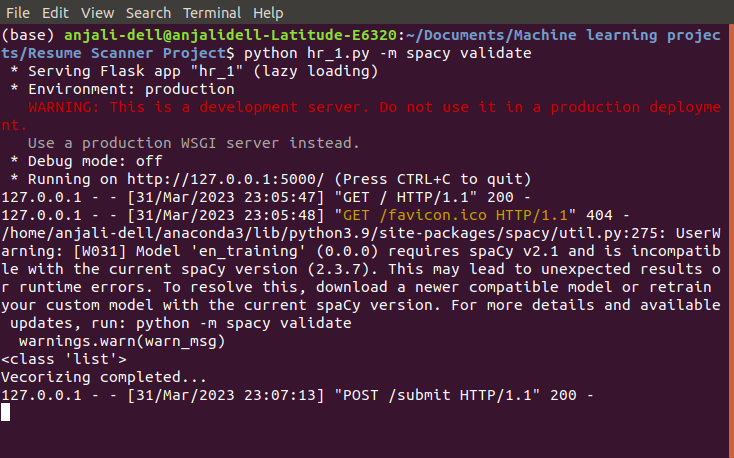 File Edit View Search Terminal Help
(base) anjali-dell@anjalidell-Latitude-E6320:~/Documents/Machine learning projec
ts/Resume Scanner Project$ python hr_1.py -m spacy validate
 * Serving Flask app "hr_1" (lazy loading)
 * Environment: production
   WARNING: This is a development server. Do not use it in a production deployme
nt.
   Use a production WSGI server instead.
 * Debug mode: off
 * Running on http://127.0.0.1:5000/ (Press CTRL+C to quit)
127.0.0.1 - - [31/Mar/2023 23:05:47] "GET / HTTP/1.1" 200 -
127.0.0.1 - - [31/Mar/2023 23:05:48] "GET /favicon.ico HTTP/1.1" 404 -
/home/anjali-dell/anaconda3/lib/python3.9/site-packages/spacy/util.py:275: UserW
arning: [W031] Model 'en_training' (0.0.0) requires spaCy v2.1 and is incompatib
le with the current spaCy version (2.3.7). This may lead to unexpected results o
r runtime errors. To resolve this, download a newer compatible model or retrain
your custom model with the current spaCy version. For more details and available
 updates, run: python -m spacy validate
  warnings.warn(warn_msg)
<class 'list'>
Vecorizing completed...
127.0.0.1 - - [31/Mar/2023 23:07:13] "POST /submit HTTP/1.1" 200 -